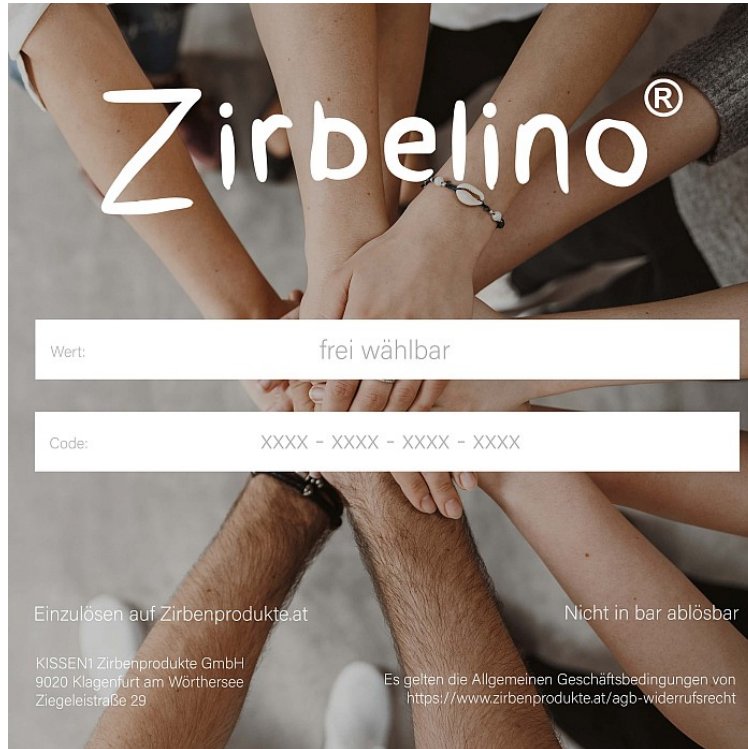 Zirbelino®
Wert: frei wählbar
Code: xxxx - xxxx - xxxx - xxxx
Einzulösen auf Zirbenprodukte.at
Nicht in bar ablösbar
KISSEN1 Zirbenprodukte GmbH
9020 Klagenfurt am Wörthersee
Ziegeleistraße 29
Es gelten die Allgemeinen Geschäftsbedingungen von
https://www.zirbenprodukte.at/agb-widerrufsrecht